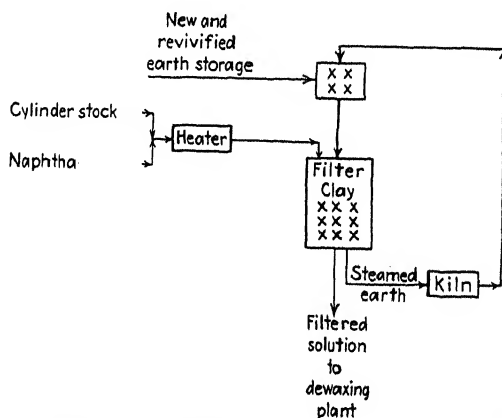 New and
revivified
earth storage
X X
X X
Cylinder stock
Heater
Naphtha
Filter
Clay
X X X
X X X
X X X
Steamed
earth
Kiln
Filtered
solution
to
dewaxing
plant